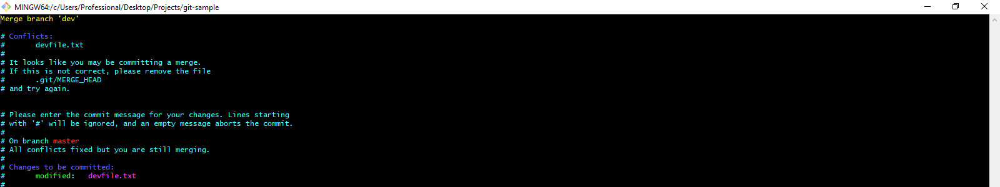 MINGW64:/c/Users/Professional/Desktop/Projects/git-sample
Merge branch 'dev'
# Conflicts:
#       devfile.txt
#
# It looks like you may be committing a merge.
# If this is not correct, please remove the file
#       .git/MERGE_HEAD
# and try again.
# Please enter the commit message for your changes. Lines starting
# with '#' will be ignored, and an empty message aborts the commit.
#
# On branch master
# All conflicts fixed but you are still merging.
#
# Changes to be committed:
#       modified:   devfile.txt
#